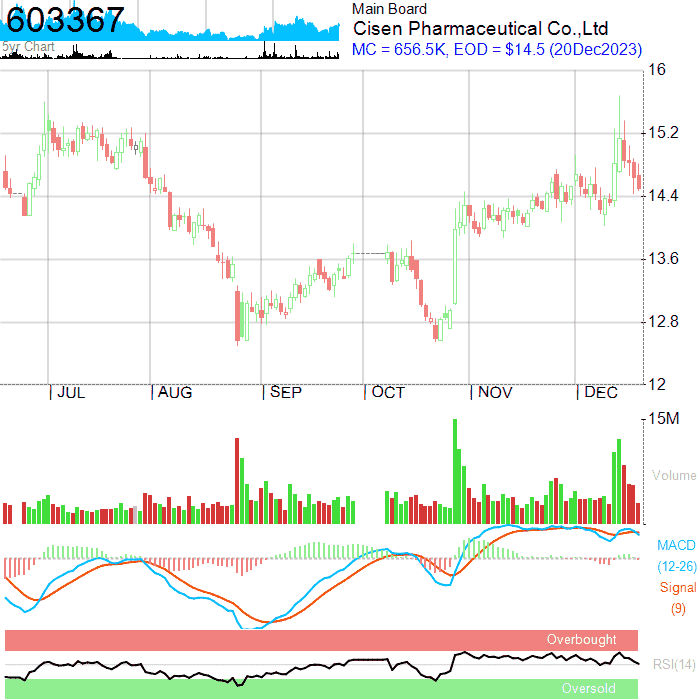 603367
5yr Chart
Main Board
Cisen Pharmaceutical Co.,Ltd
MC = 656.5K, EOD = $14.5 (20Dec2023)
16
15.2
14.4
13.6
12.8
12
JUL AUG SEP OCT NOV DEC
15M
Volume
MACD
(12-26)
Signal
(9)
Overbought
RSI(14)
Oversold